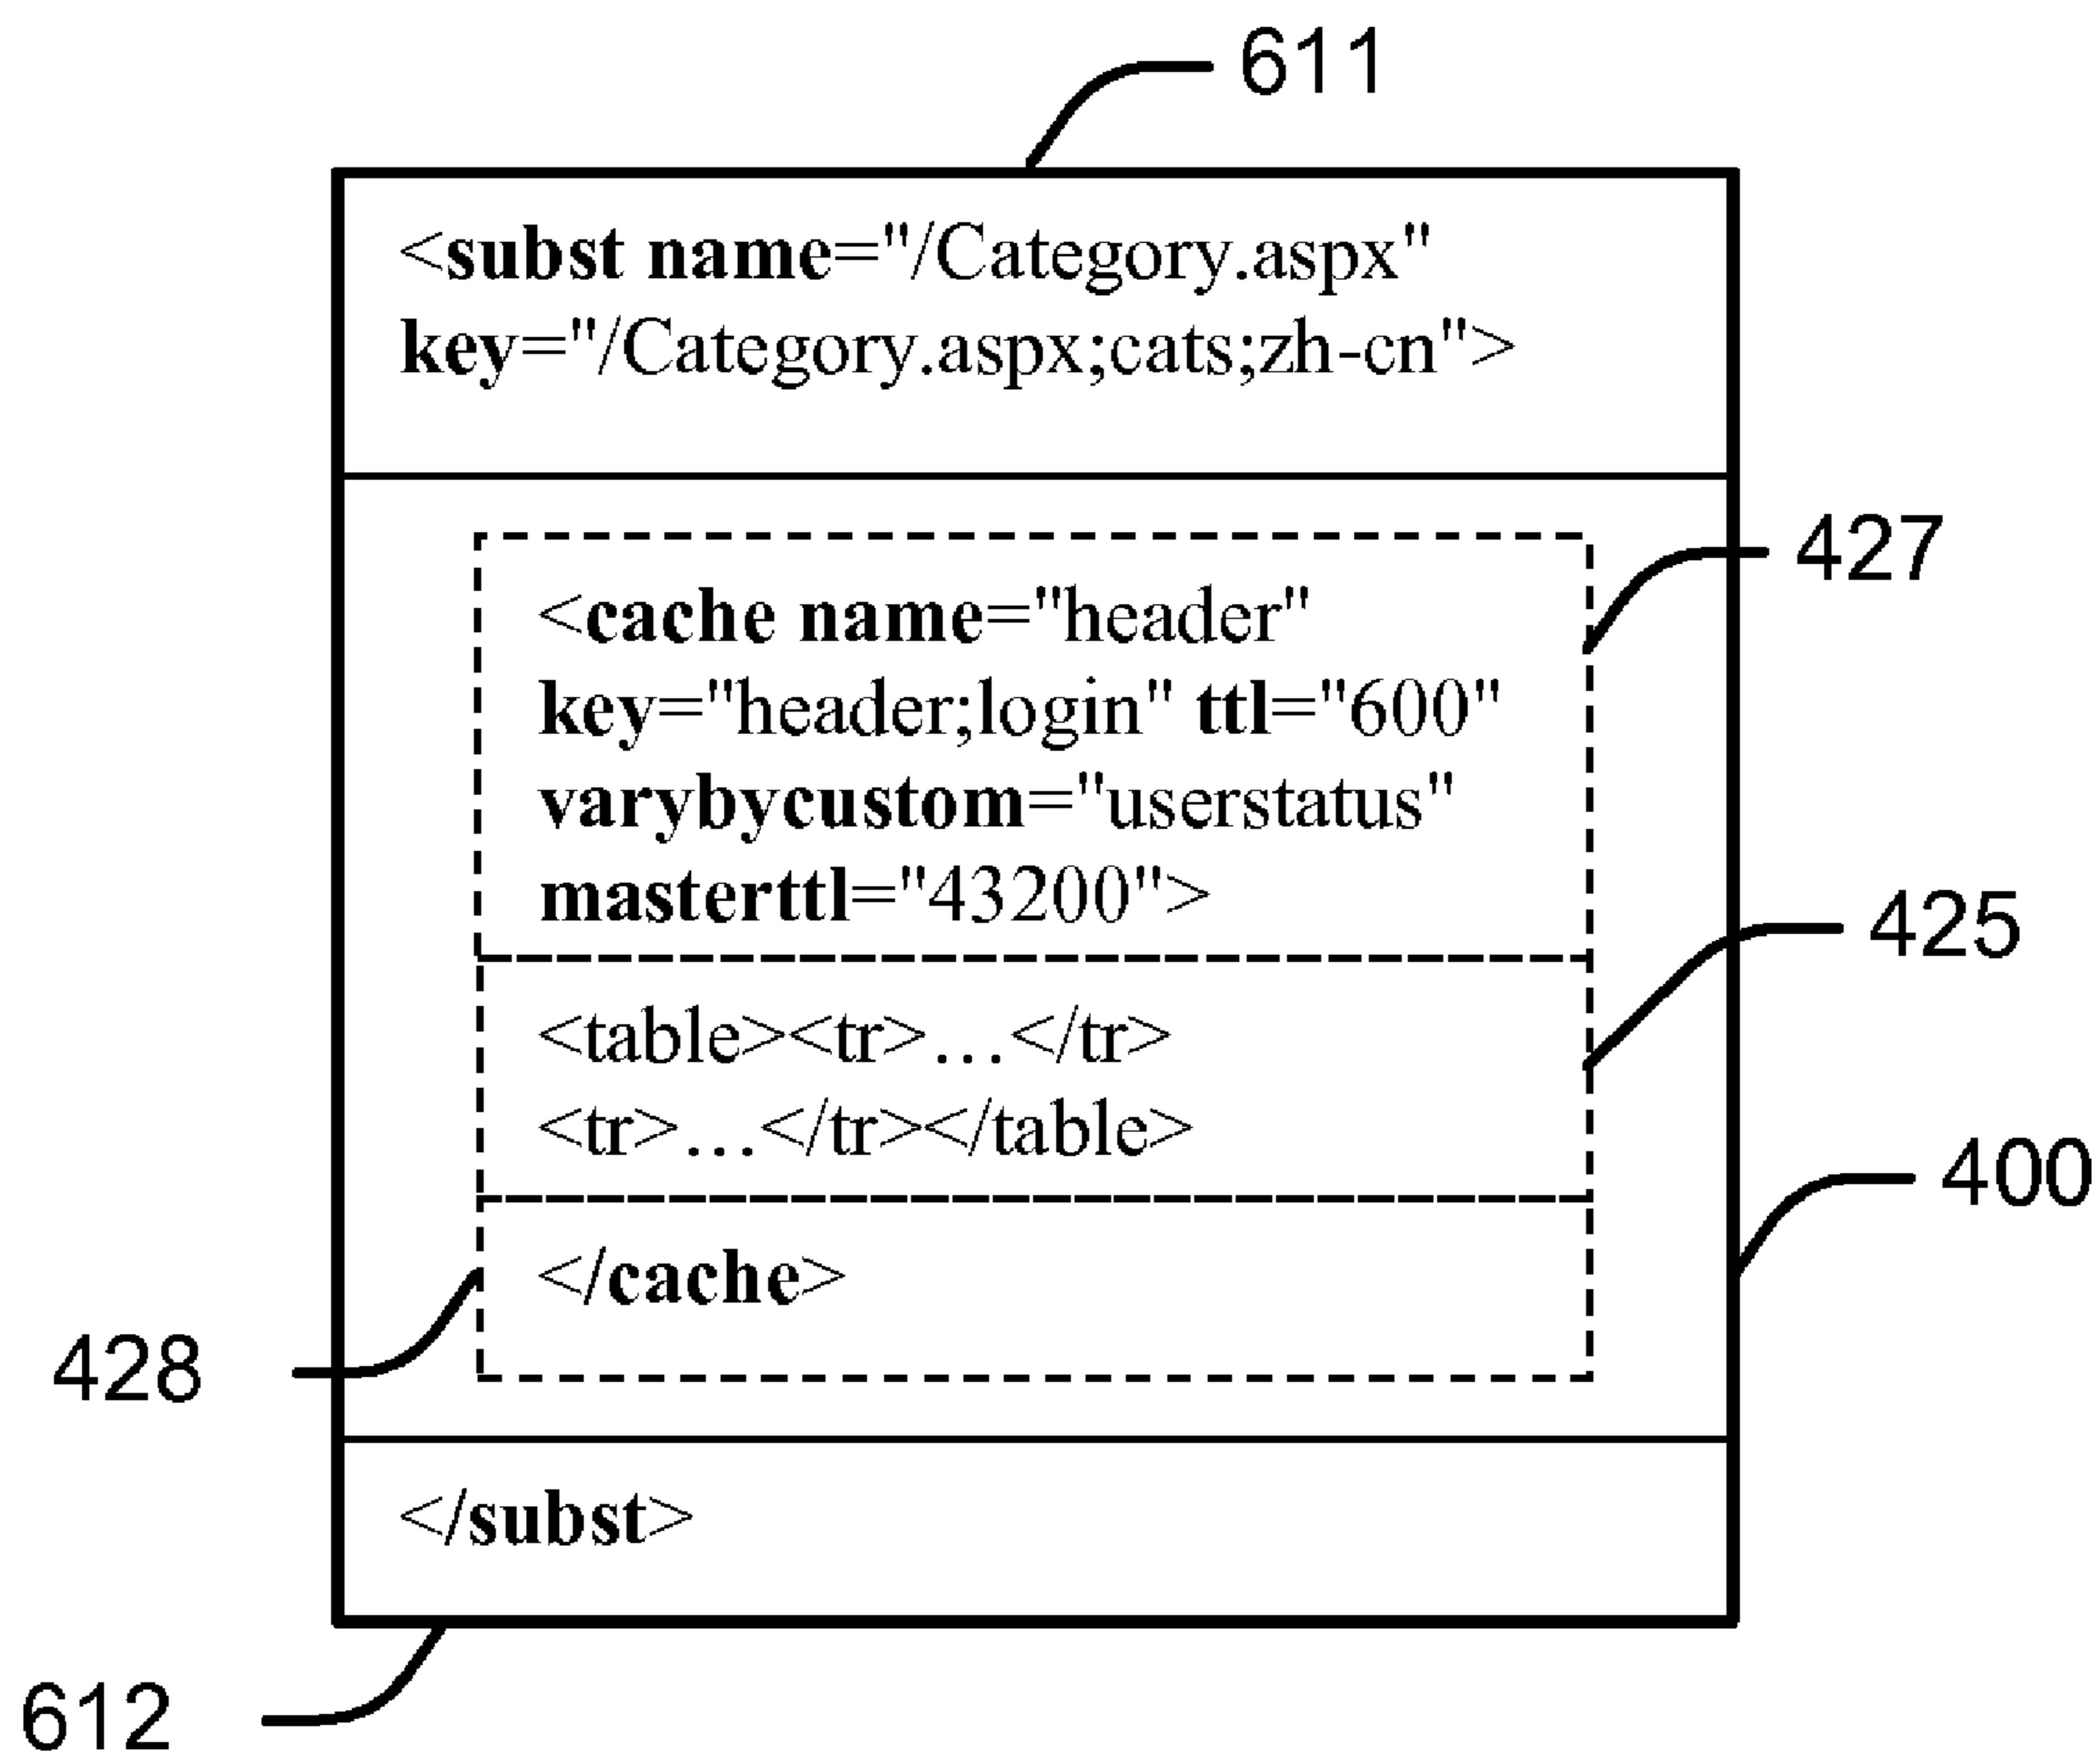 611
<subst name="/Category.aspx"
key="/Category.aspx;cats;zh-cn">
427
<cache name="header"
key="header;login" ttl="600"
varybycustom="userstatus"
masterttl="43200">
425
<table><tr>...</tr>
<tr>...</tr></table>
400
</cache>
428
</subst>
612